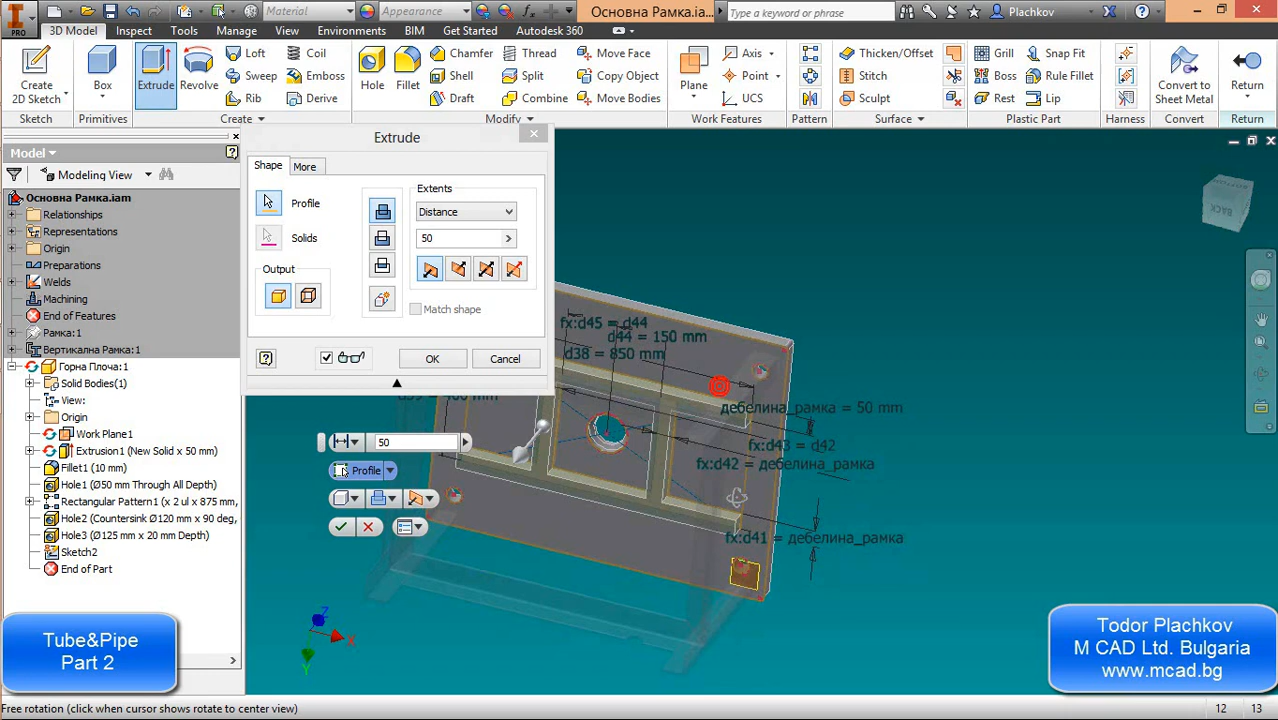 Material
Appearance
Основна Рамка.iam...
Type here and keyword/phrase
Plachkov
PRO
3D Model
Inspect
Tools
Manage
View
Environments
BIM
Get Started
Autodesk 360
Create
2D Sketch
Box
Extrude
Revolve
Loft
Sweep
Rib
Coil
Emboss
Derive
Hole
Fillet
Chamfer
Shell
Draft
Thread
Split
Combine
Move Face
Copy Object
Move Bodies
Plane
Axis
Point
UCS
Thicken/Offset
Stitch
Sculpt
Grill
Boss
Rest
Snap Fit
Rule Fillet
Lip
Convert to
Sheet Metal
Return
Sketch
Primitives
Create
Modify
Work Features
Pattern
Surface
Plastic Part
Harness
Convert
Return
Model
Modeling View
Основна Рамка.iam
Relationships
Representations
Origin
Preparations
Welds
Machining
End of Features
Рамка:1
Вертикална Рамка:1
Горна Плоча:1
Solid Bodies(1)
View:
Origin
Work Plane1
Extrusion1 (New Solid x 50 mm)
Fillet1 (10 mm)
Hole1 (Ø50 mm Through All Depth)
Rectangular Pattern1 (x 2 ul x 875 mm,
Hole2 (Countersink Ø120 mm x 90 deg,
Hole3 (Ø125 mm x 20 mm Depth)
Sketch2
End of Part
Extrude
Shape
More
Profile
Solids
Output
Extents
Distance
50
Match shape
OK
Cancel
50
Profile
fx:d45 = d44
d44 = 150 mm
d38 = 850 mm
дебелина_рамка = 50 mm
fx:d43 = d42
fx:d42 = дебелина_рамка
fx:d41 = дебелина_рамка
BACK
Z
X
Y
Tube&Pipe
Part 2
Todor Plachkov
M CAD Ltd. Bulgaria
www.mcad.bg
Free rotation (click when cursor shows rotate to center view)
12
13